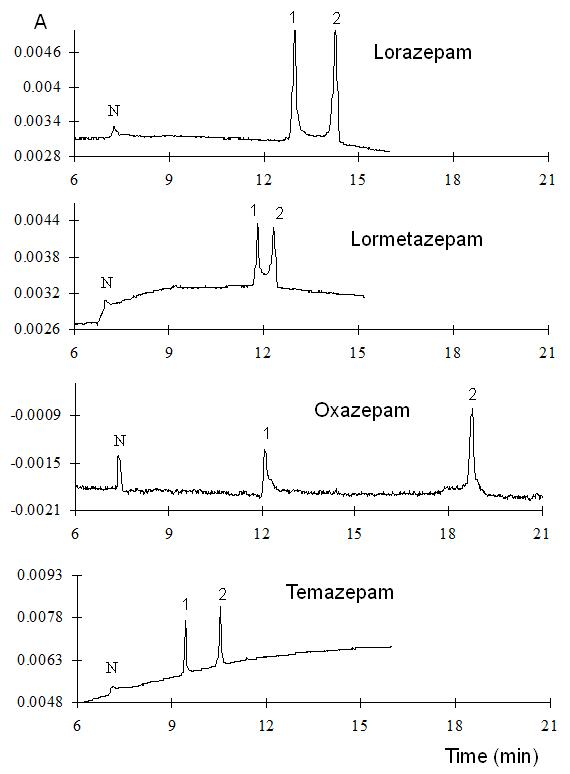 A
1 2
0.0046
Lorazepam
0.004
N
0.0034
0.0028
6 9 12 15 18 21
1 2
0.0044
Lormetazepam
0.0038
N
0.0032
0.0026
6 9 12 15 18 21
2
-0.0009
Oxazepam
N 1
-0.0015
-0.0021
6 9 12 15 18 21
0.0093
Temazepam
1 2
0.0078
N
0.0063
0.0048
6 9 12 15 18 21
Time (min)